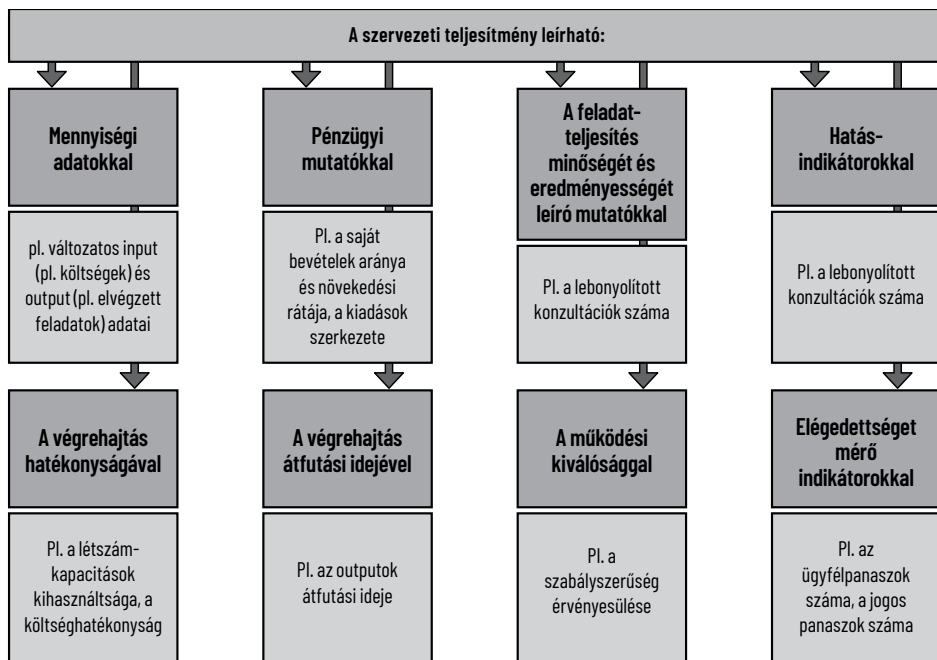 A szervezeti teljesítmény leírható:
Mennyiségi
adatokkal
pl. változatos input
(pl. költségek) és
output (pl. elvégzett
feladatok) adatai
Pénzügyi
mutatókkal
Pl. a saját
bevételek aránya
és növekedési
rátája, a kiadások
szerkezete
A feladat-
teljesítés
minőségét és
eredményességét
leíró mutatókkal
Pl. a lebonyolított
konzultációk száma
Hatás-
indikátorokkal
Pl. a lebonyolított
konzultációk száma
A végrehajtás
hatékonyságával
Pl. a létszám-
kapacitások
kihasználtsága, a
költséghatékonyság
A végrehajtás
átfutási idejével
Pl. az outputok
átfutási ideje
A működési
kiválósággal
Pl. a
szabályszerűség
érvényesülése
Elégedettséget
mérő
indikátorokkal
Pl. az
ügyfélpanaszok
száma, a jogos
panaszok száma